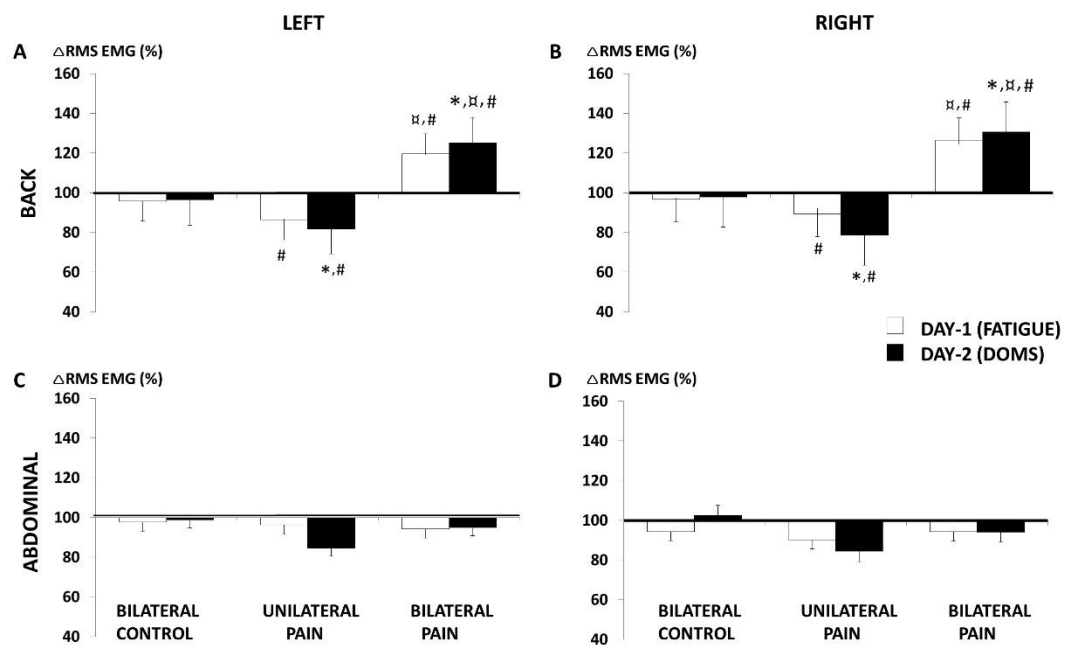 LEFT
RIGHT
A △RMS EMG (%)
160
140
120
100
80
60
40
BACK
¤,#
*,¤,#
#
*,#
B △RMS EMG (%)
160
140
120
100
80
60
40
¤,#
*,¤,#
#
*,#
DAY-1 (FATIGUE)
DAY-2 (DOMS)
C △RMS EMG (%)
160
140
120
100
80
60
40
ABDOMINAL
BILATERAL
CONTROL
UNILATERAL
PAIN
BILATERAL
PAIN
D △RMS EMG (%)
160
140
120
100
80
60
40
BILATERAL
CONTROL
UNILATERAL
PAIN
BILATERAL
PAIN